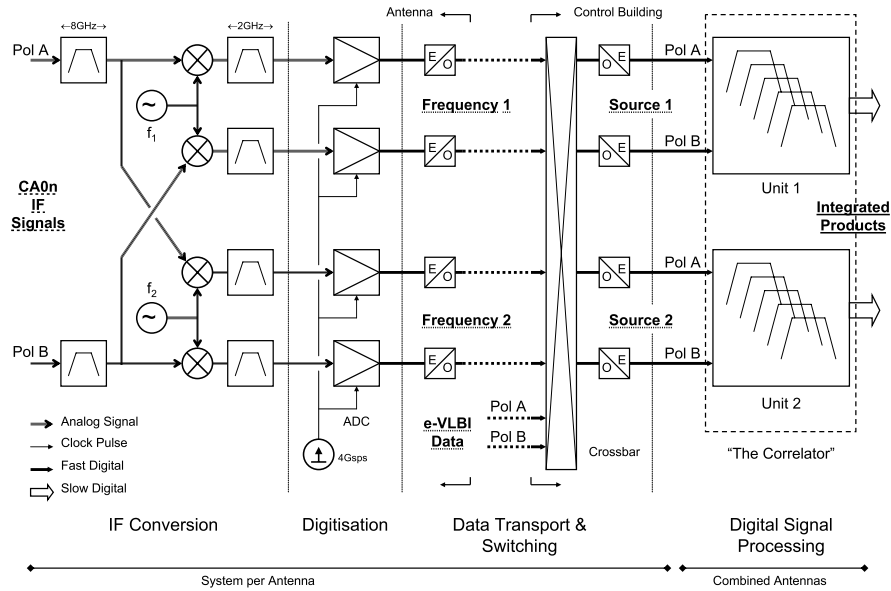 Antenna
Control Building
8GHz
2GHz
Pol A
E
O
O
E
Pol A
Frequency 1
Source 1
f1
Pol B
E
O
O
E
Unit 1
CA0n
IF
Signals
Integrated
Products
Pol A
E
O
O
E
f2
Frequency 2
Source 2
Pol B
Pol B
E
O
O
E
Unit 2
Pol A
Pol B
e-VLBI
Data
ADC
4Gsps
Crossbar
"The Correlator"
Analog Signal
Clock Pulse
Fast Digital
Slow Digital
IF Conversion
Digitisation
Data Transport &
Switching
Digital Signal
Processing
System per Antenna
Combined Antennas